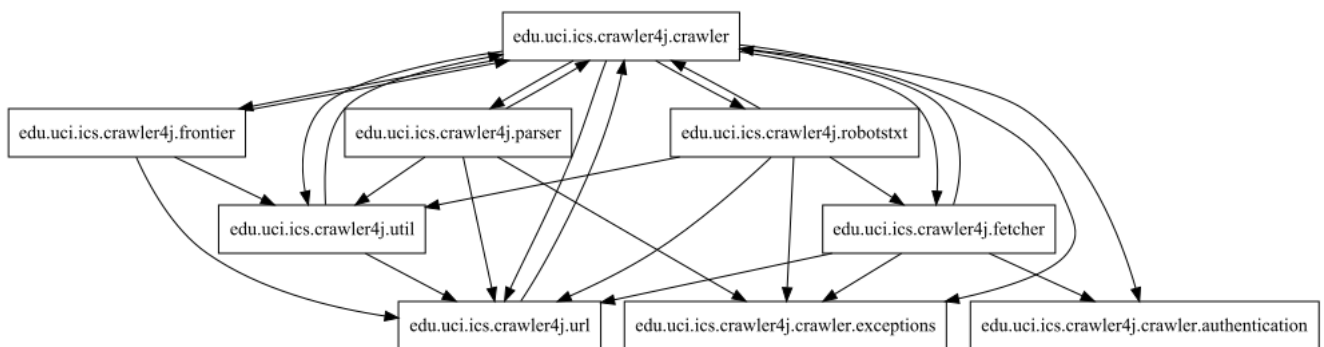 edu.uci.ics.crawler4j.crawler
edu.uci.ics.crawler4j.frontier
edu.uci.ics.crawler4j.parser
edu.uci.ics.crawler4j.robotstxt
edu.uci.ics.crawler4j.util
edu.uci.ics.crawler4j.fetcher
edu.uci.ics.crawler4j.url
edu.uci.ics.crawler4j.crawler.exceptions
edu.uci.ics.crawler4j.crawler.authentication